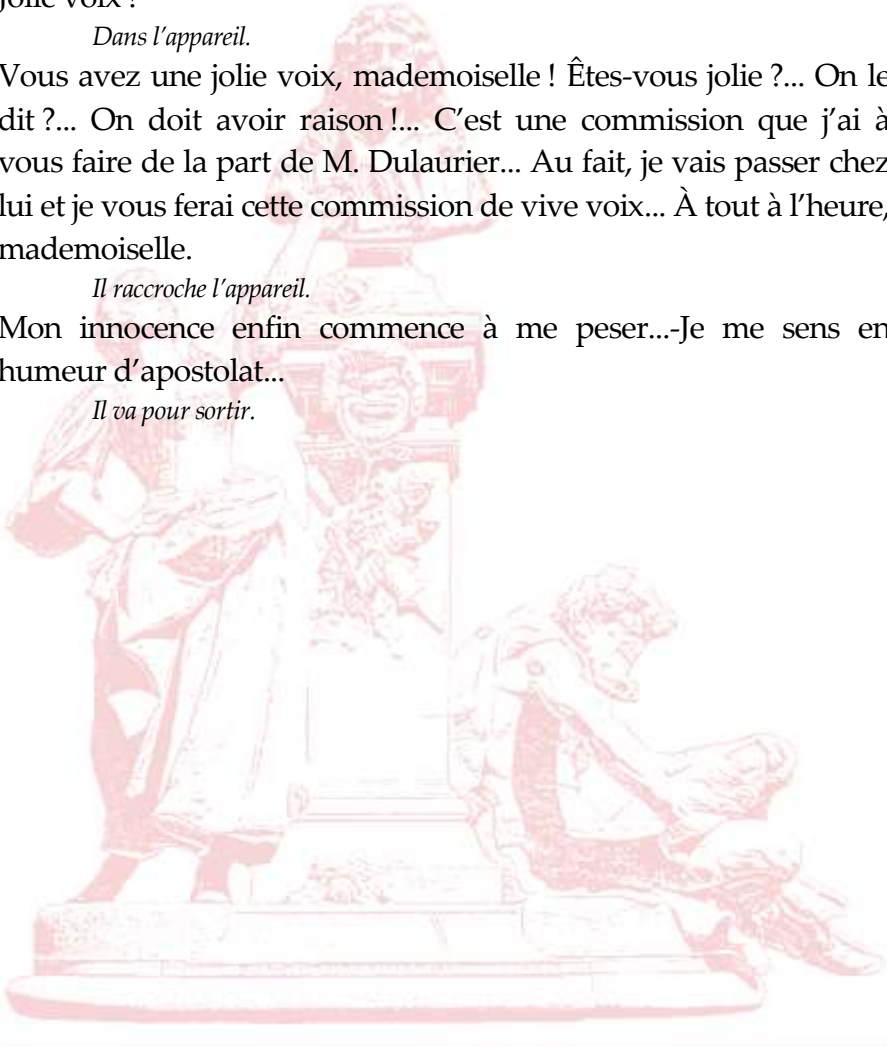 jolie voix !
Dans l’appareil.
Vous avez une jolie voix, mademoiselle ! Êtes-vous jolie ?... On le
dit ?... On doit avoir raison !... C’est une commission que j’ai à
vous faire de la part de M. Dulaurier... Au fait, je vais passer chez
lui et je vous ferai cette commission de vive voix... À tout à l’heure,
mademoiselle.
Il raccroche l’appareil.
Mon innocence enfin commence à me peser...-Je me sens en
humeur d’apostolat...
Il va pour sortir.